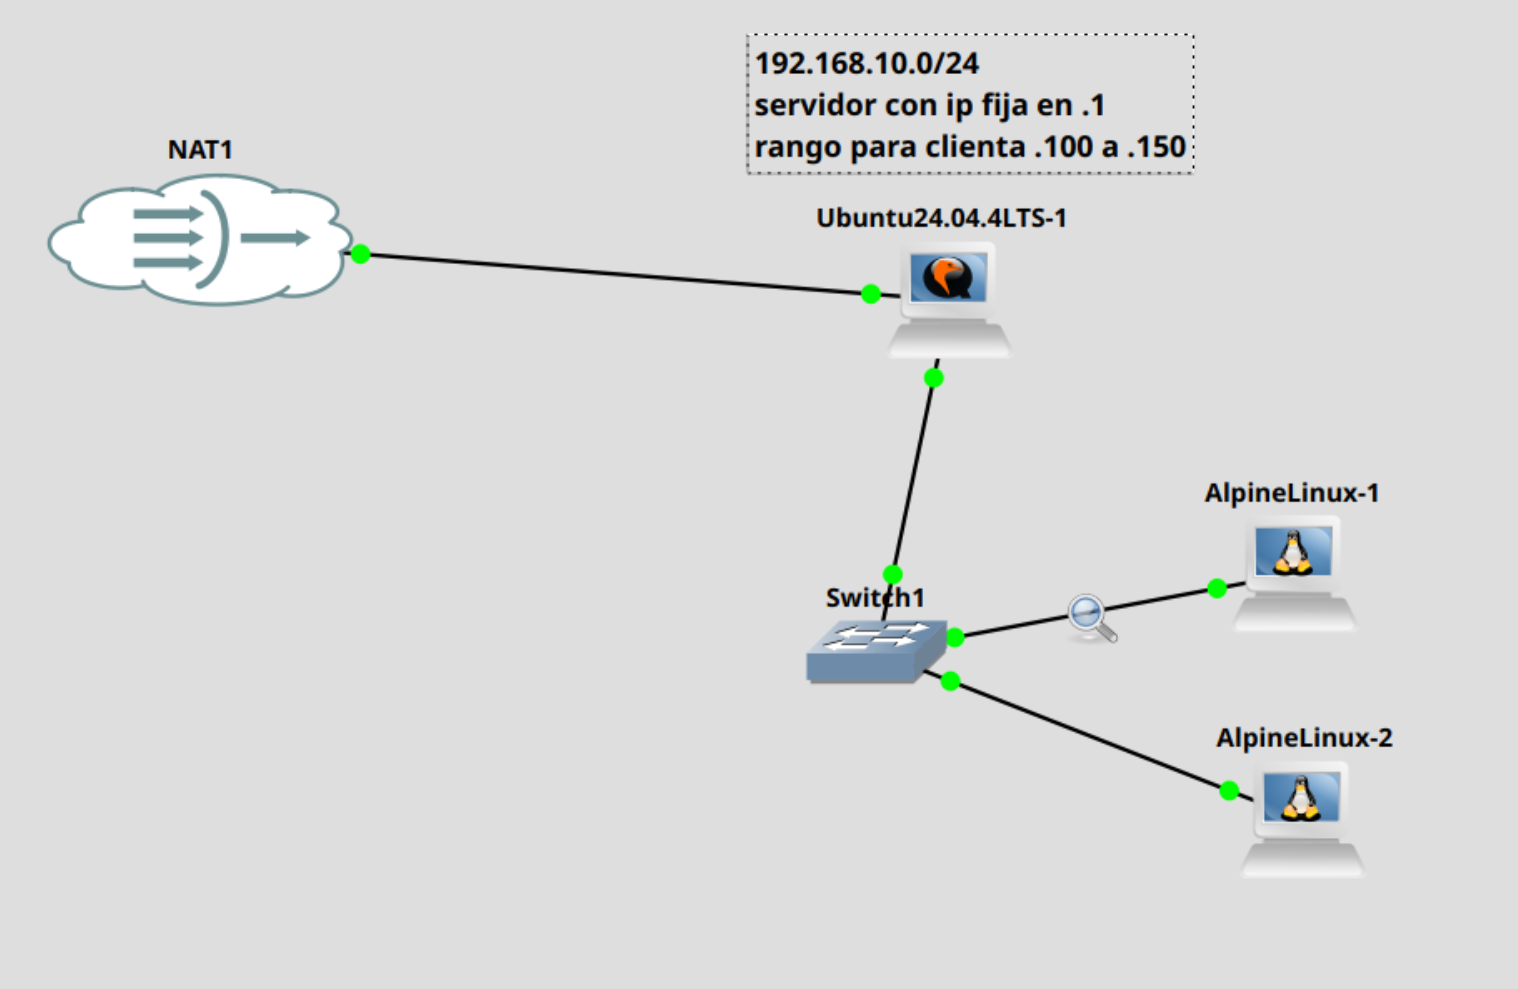 192.168.10.0/24
servidor con ip fija en .1
rango para clienta .100 a .150
NAT1
Ubuntu24.04.4LTS-1
AlpineLinux-1
Switch1
AlpineLinux-2